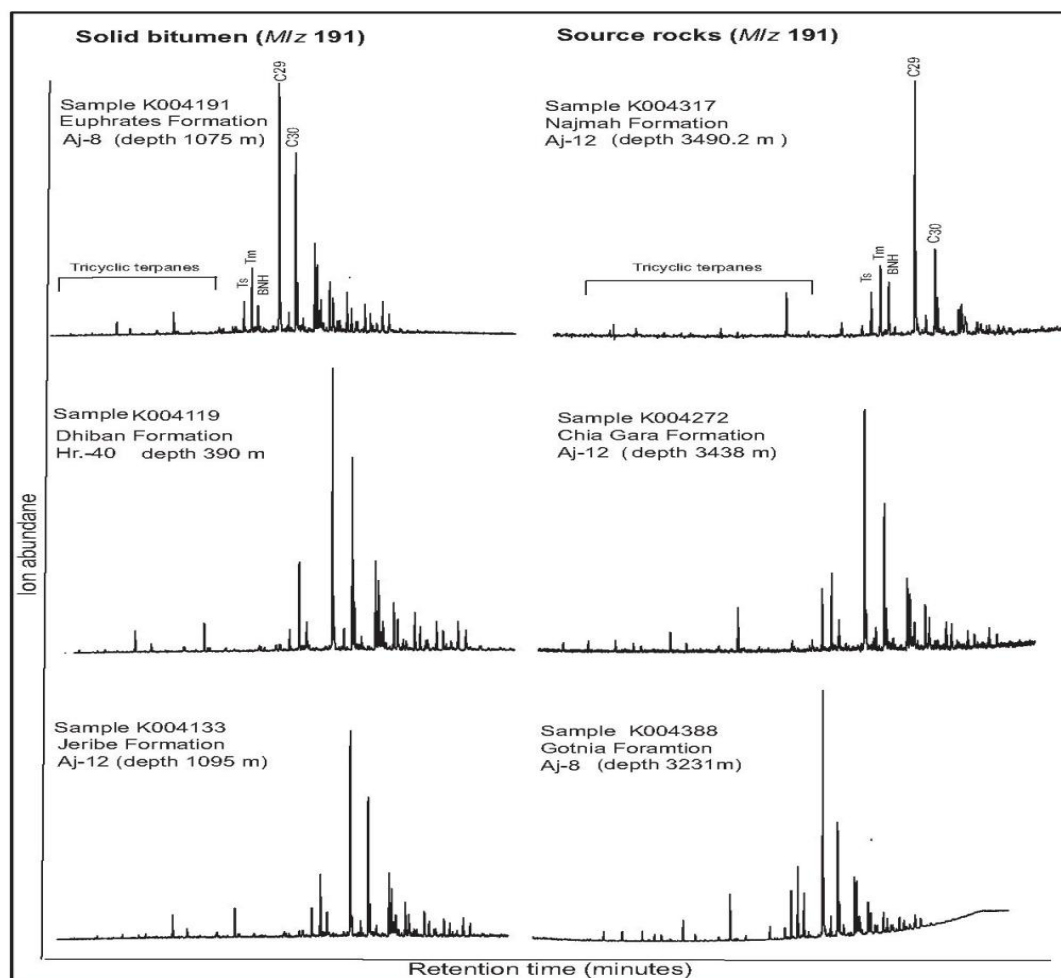 Solid bitumen (M/z 191)
Source rocks (M/z 191)
Sample K004191
Euphrates Formation
Aj-8 (depth 1075 m)
C29
C30
Tricyclic terpanes
Ts
Tm
BNH
Sample K004317
Najmah Formation
Aj-12 (depth 3490.2 m )
C29
C30
Tricyclic terpanes
Ts
Tm
BNH
Sample K004119
Dhiban Formation
Hr.-40 depth 390 m
Sample K004272
Chia Gara Formation
Aj-12 ( depth 3438 m)
Sample K004133
Jeribe Formation
Aj-12 (depth 1095 m)
Sample K004388
Gotnia Foramtion
Aj-8 (depth 3231m)
Ion abundane
Retention time (minutes)